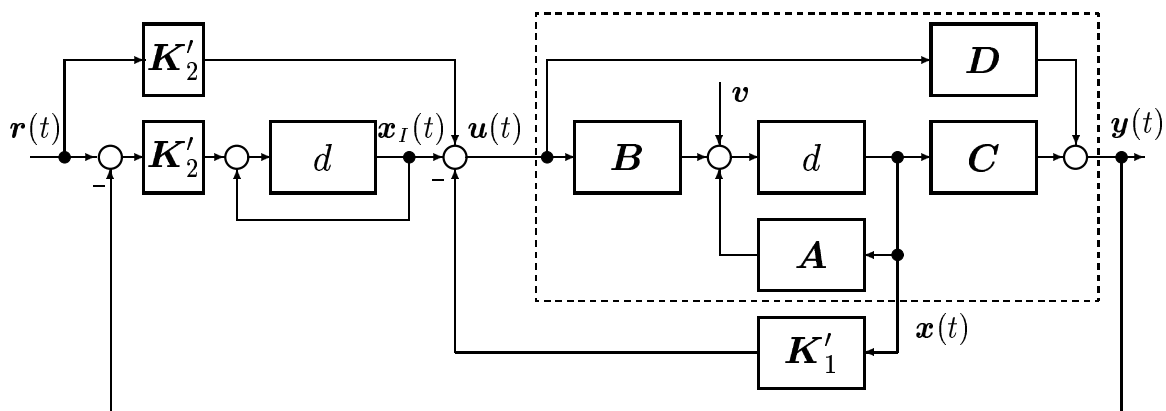 K′₂
D
r(t)
x_I(t)
u(t)
v
y(t)
K′₂
d
B
d
C
−
−
A
x(t)
K′₁